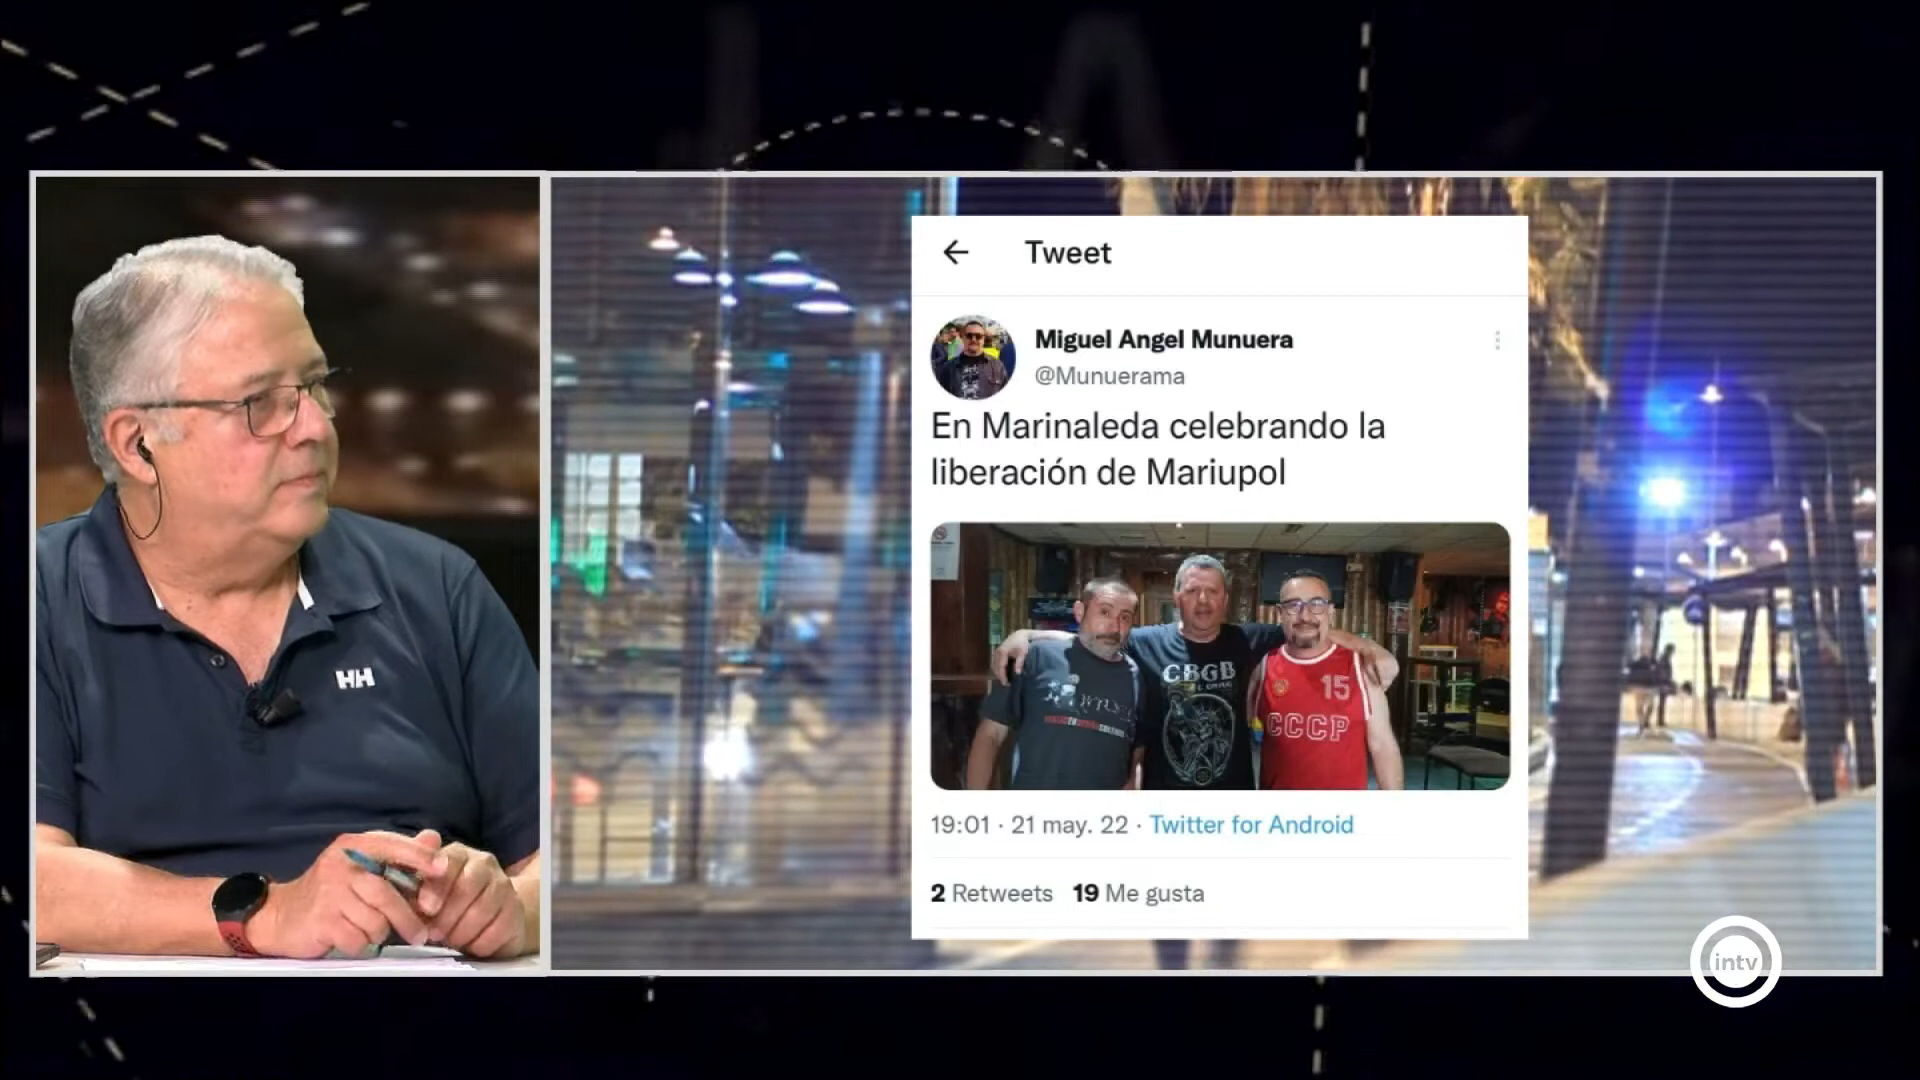 Tweet
Miguel Angel Munuera
@Munuerama
En Marinaleda celebrando la
liberación de Mariupol
CBGB
15
CCCP
19:01 · 21 may. 22 · Twitter for Android
2 Retweets 19 Me gusta
HH
intv